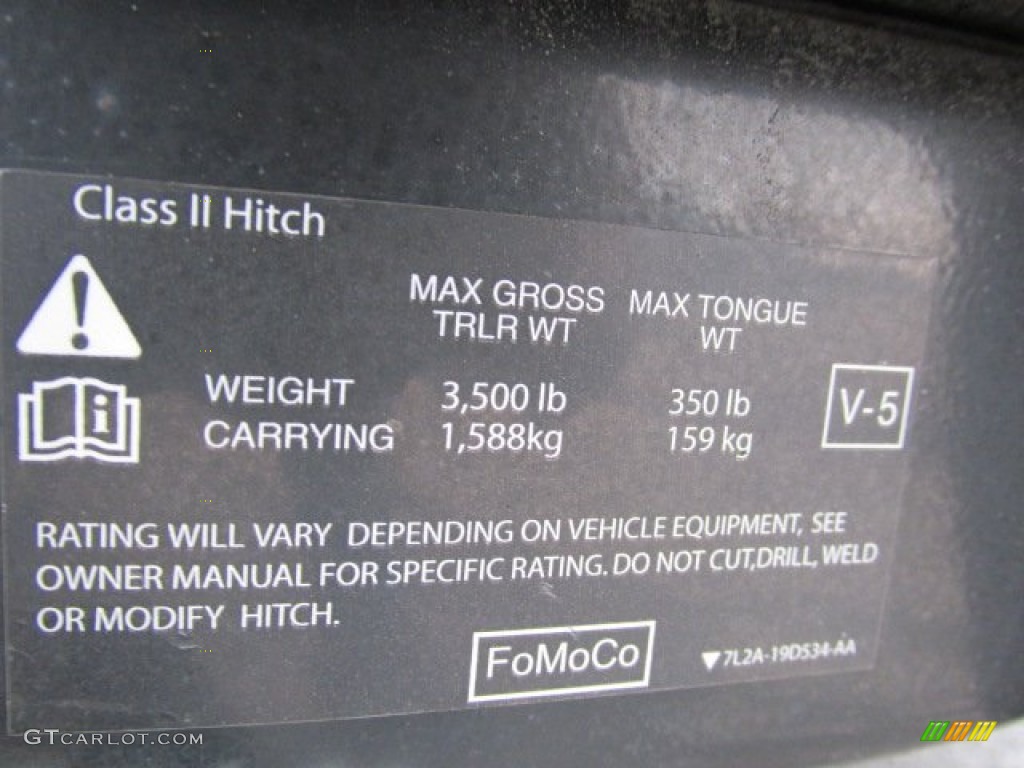 Class II Hitch
MAX GROSS MAX TONGUE
TRLR WT WT
WEIGHT 3,500 lb 350 lb
CARRYING 1,588kg 159 kg
V-5
RATING WILL VARY DEPENDING ON VEHICLE EQUIPMENT, SEE
OWNER MANUAL FOR SPECIFIC RATING. DO NOT CUT,DRILL, WELD
OR MODIFY HITCH.
FoMoCo
▼7L2A-19D534-AA
GTCARLOT.COM